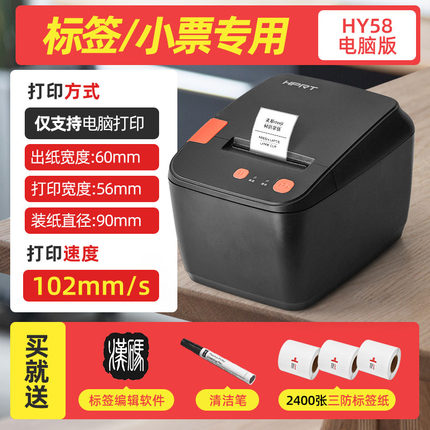 标签/小票专用
HY58
电脑版
打印方式
仅支持电脑打印
出纸宽度:60mm
打印宽度:56mm
装纸直径:90mm
打印速度
102mm/s
HPRT
买就送
汉码
标签编辑软件
清洁笔
2400张三防标签纸